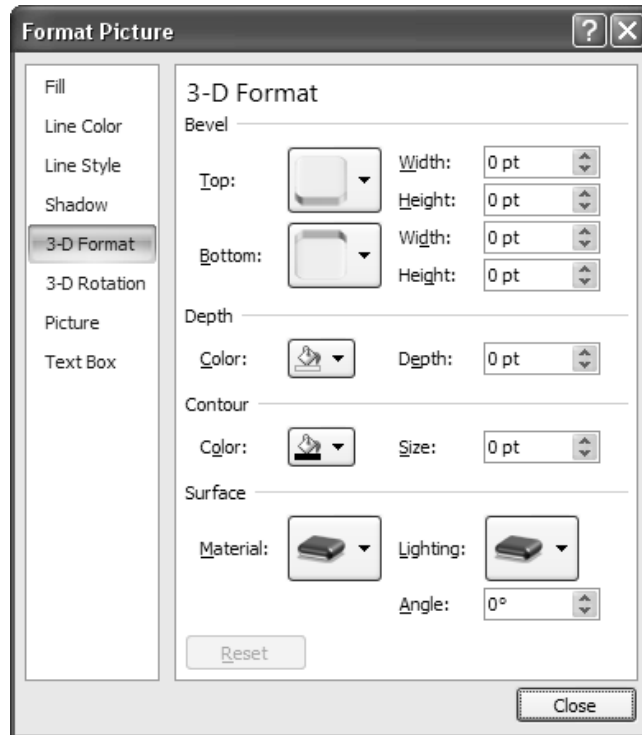 Format Picture
?
X
Fill
Line Color
Line Style
Shadow
3-D Format
3-D Rotation
Picture
Text Box
3-D Format
Bevel
Top:
Width: 0 pt
Height: 0 pt
Bottom:
Width: 0 pt
Height: 0 pt
Depth
Color:
Depth: 0 pt
Contour
Color:
Size: 0 pt
Surface
Material:
Lighting:
Angle: 0°
Reset
Close